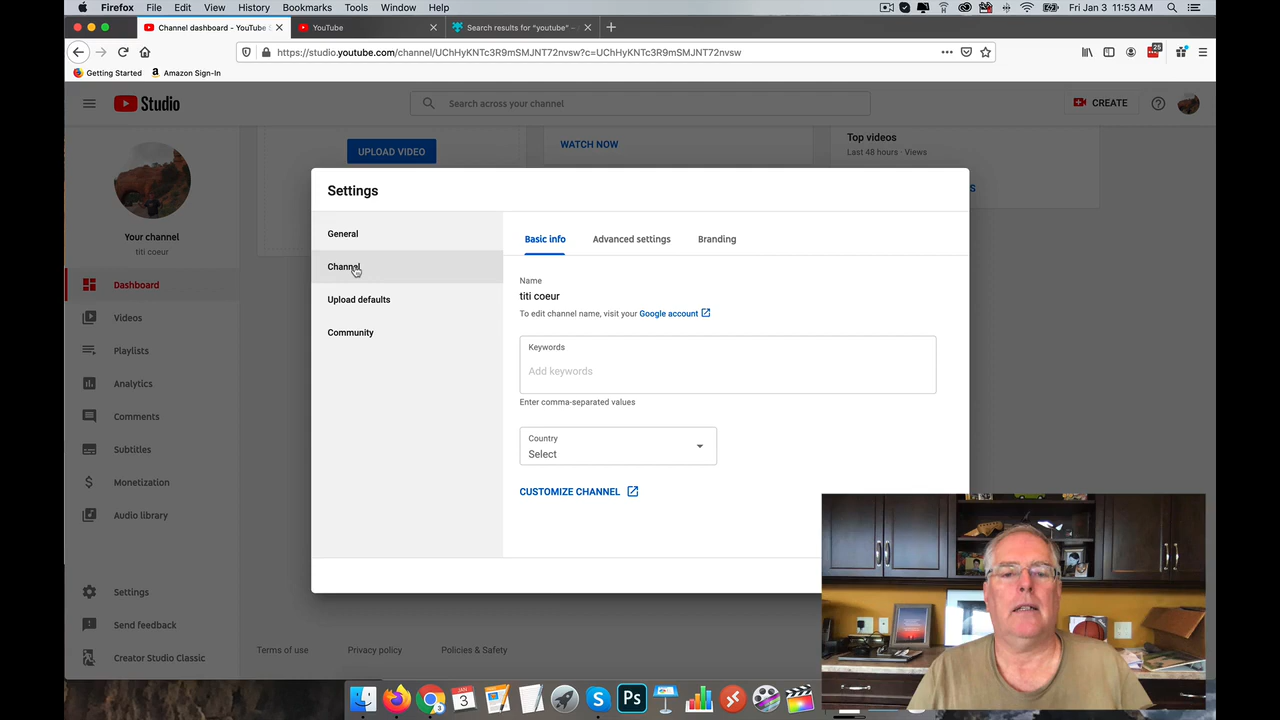 Firefox File Edit View History Bookmarks Tools Window Help
Fri Jan 3 11:53 AM
Channel dashboard - YouTube S
YouTube
Search results for "youtube" –
https://studio.youtube.com/channel/UChHyKNTc3R9mSMJNT72nvsw?c=UChHyKNTc3R9mSMJNT72nvsw
Getting Started
Amazon Sign-In
Studio
Search across your channel
CREATE
UPLOAD VIDEO
WATCH NOW
Top videos
Last 48 hours · Views
S
Your channel
titi coeur
Dashboard
Videos
Playlists
Analytics
Comments
Subtitles
Monetization
Audio library
Settings
Send feedback
Creator Studio Classic
Settings
General
Channel
Upload defaults
Community
Basic info
Advanced settings
Branding
Name
titi coeur
To edit channel name, visit your Google account
Keywords
Add keywords
Enter comma-separated values
Country
Select
CUSTOMIZE CHANNEL
Terms of use
Privacy policy
Policies & Safety
JAN
3
Ps